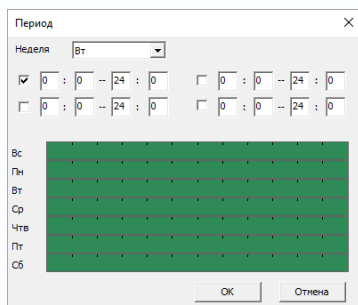 Период
Неделя Вт
0 : 0 -- 24 : 0 0 : 0 -- 24 : 0
0 : 0 -- 24 : 0 0 : 0 -- 24 : 0
Вс
Пн
Вт
Ср
Чтв
Пт
Сб
OK Отмена